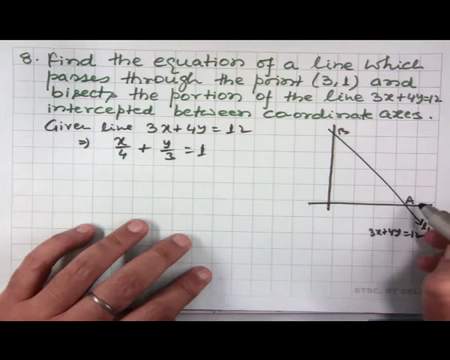 8. Find the equation of a line which
passes through the point (3,1) and
bisects the portion of the line 3x+4y=12
intercepted between coordinate axes.
Given line 3x+4y=12
⇒ x/4 + y/3 = 1
B
A
3x+4y=12